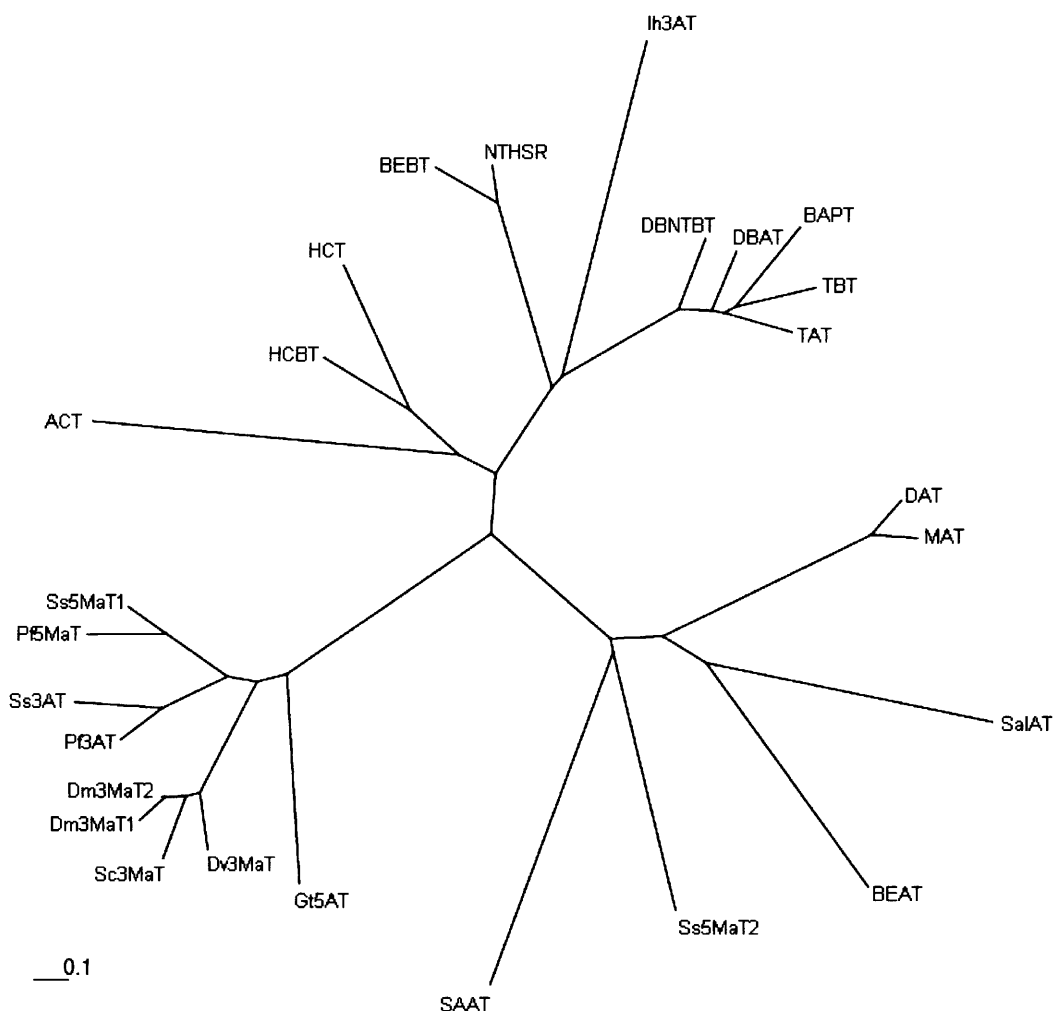 Ih3AT
NTHSR
BEBT
BAPT
DBNTBT
DBAT
HCT
TBT
TAT
HCBT
ACT
DAT
MAT
Ss5MaT1
Pf5MaT
Ss3AT
SalAT
Pf3AT
Dm3MaT2
Dm3MaT1
Sc3MaT
Dv3MaT
Gt5AT
BEAT
Ss5MaT2
0.1
SAAT